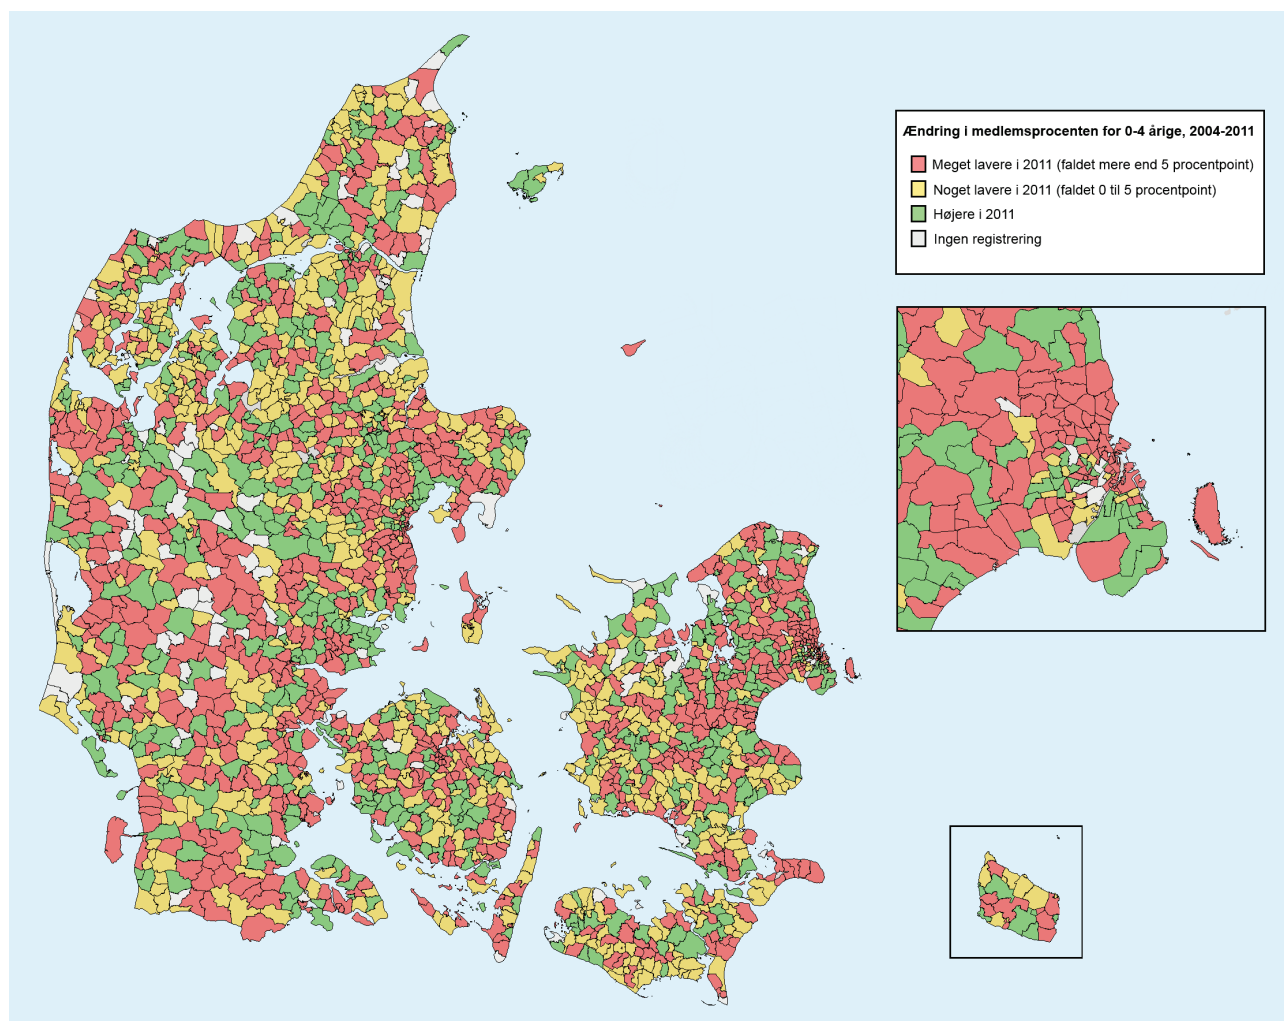 Ændring i medlemsprocenten for 0-4 årige, 2004-2011
Meget lavere i 2011 (faldet mere end 5 procentpoint)
Noget lavere i 2011 (faldet 0 til 5 procentpoint)
Højere i 2011
Ingen registrering